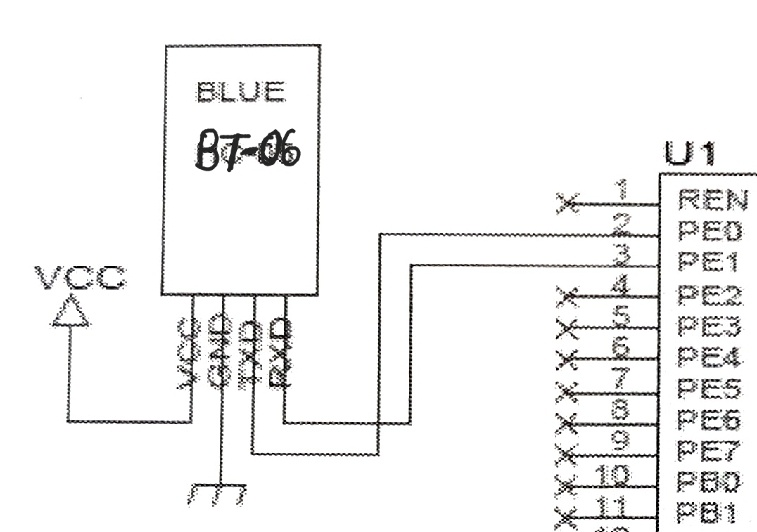 BLUE
BT-06
VCC
VCC
GND
TXD
RXD
U1
1 REN
2 PE0
3 PE1
4 PE2
5 PE3
6 PE4
7 PE5
8 PE6
9 PE7
10 PB0
11 PB1